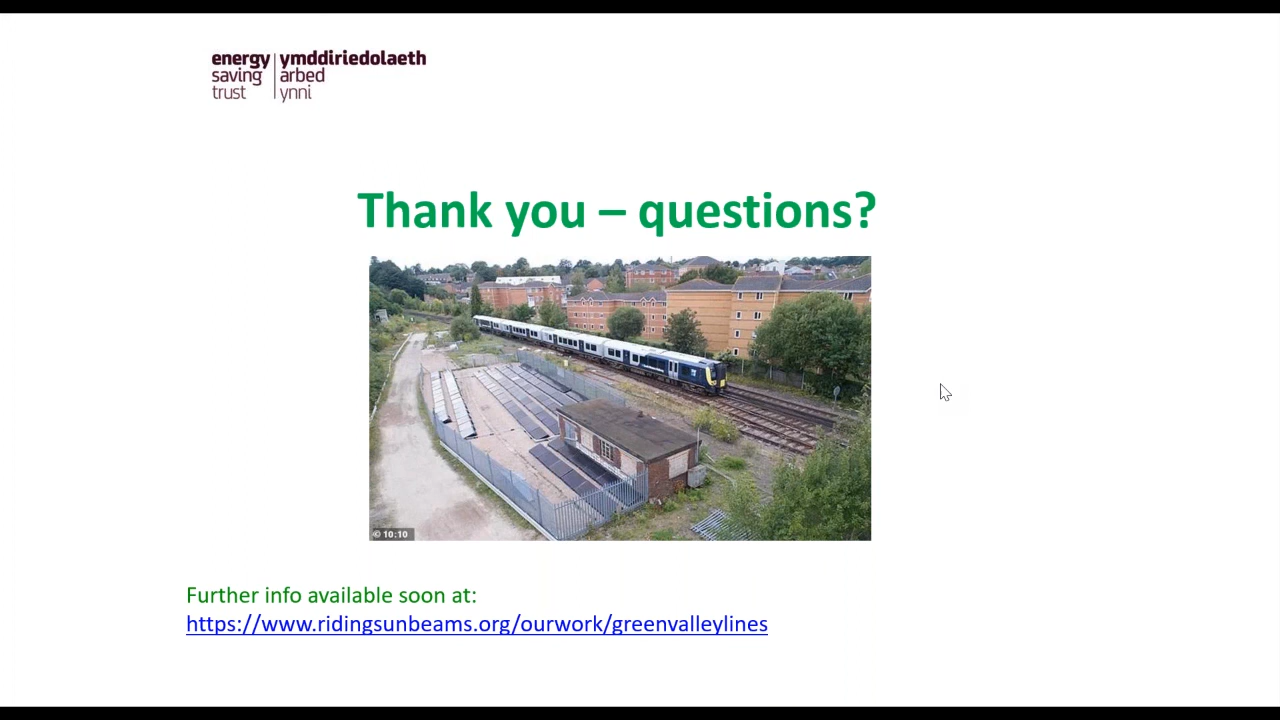 energy ymddiriedolaeth
saving arbed
trust ynni
Thank you – questions?
© 10:10
Further info available soon at:
https://www.ridingsunbeams.org/ourwork/greenvalleylines